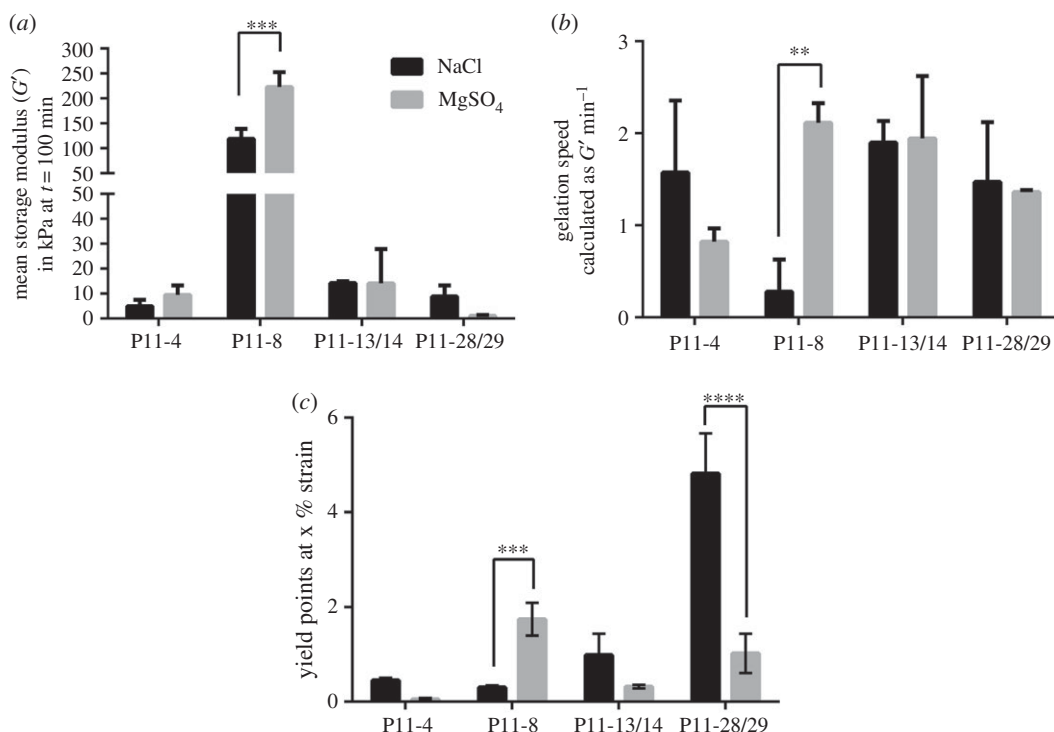 (a)
mean storage modulus (G′)
in kPa at t = 100 min
300
250
200
150
100
50
50
40
30
20
10
0
***
NaCl
MgSO₄
P11-4 P11-8 P11-13/14 P11-28/29
(b)
gelation speed
calculated as G′ min⁻¹
3
2
1
0
**
P11-4 P11-8 P11-13/14 P11-28/29
(c)
yield points at x % strain
6
4
2
0
***
****
P11-4 P11-8 P11-13/14 P11-28/29